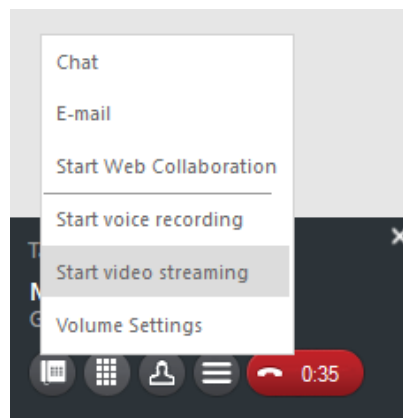 Chat
E-mail
Start Web Collaboration
Start voice recording
Start video streaming
Volume Settings
0:35